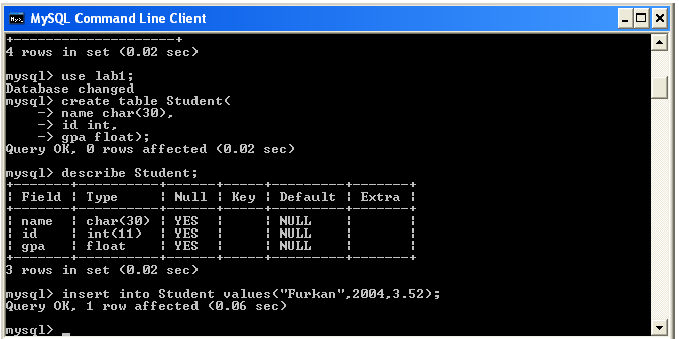 MySQL Command Line Client
+--------------------+
4 rows in set (0.02 sec)
mysql> use lab1;
Database changed
mysql> create table Student(
    -> name char(30),
    -> id int,
    -> gpa float);
Query OK, 0 rows affected (0.02 sec)
mysql> describe Student;
+-------+----------+------+-----+---------+-------+
| Field | Type     | Null | Key | Default | Extra |
+-------+----------+------+-----+---------+-------+
| name  | char(30) | YES  |     | NULL    |       |
| id    | int(11)  | YES  |     | NULL    |       |
| gpa   | float    | YES  |     | NULL    |       |
+-------+----------+------+-----+---------+-------+
3 rows in set (0.02 sec)
mysql> insert into Student values("Furkan",2004,3.52);
Query OK, 1 row affected (0.06 sec)
mysql> _